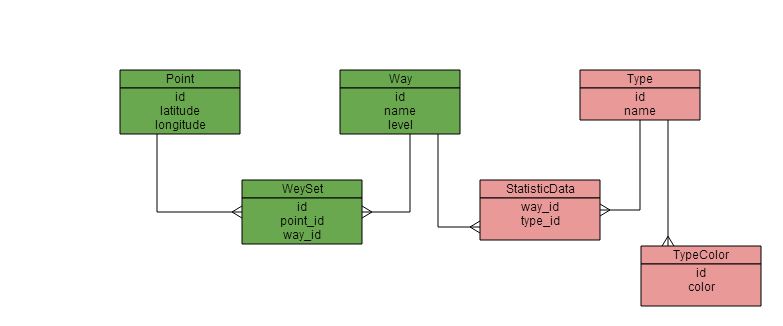 Point
id
latitude
longitude
Way
id
name
level
Type
id
name
WeySet
id
point_id
way_id
StatisticData
way_id
type_id
TypeColor
id
color